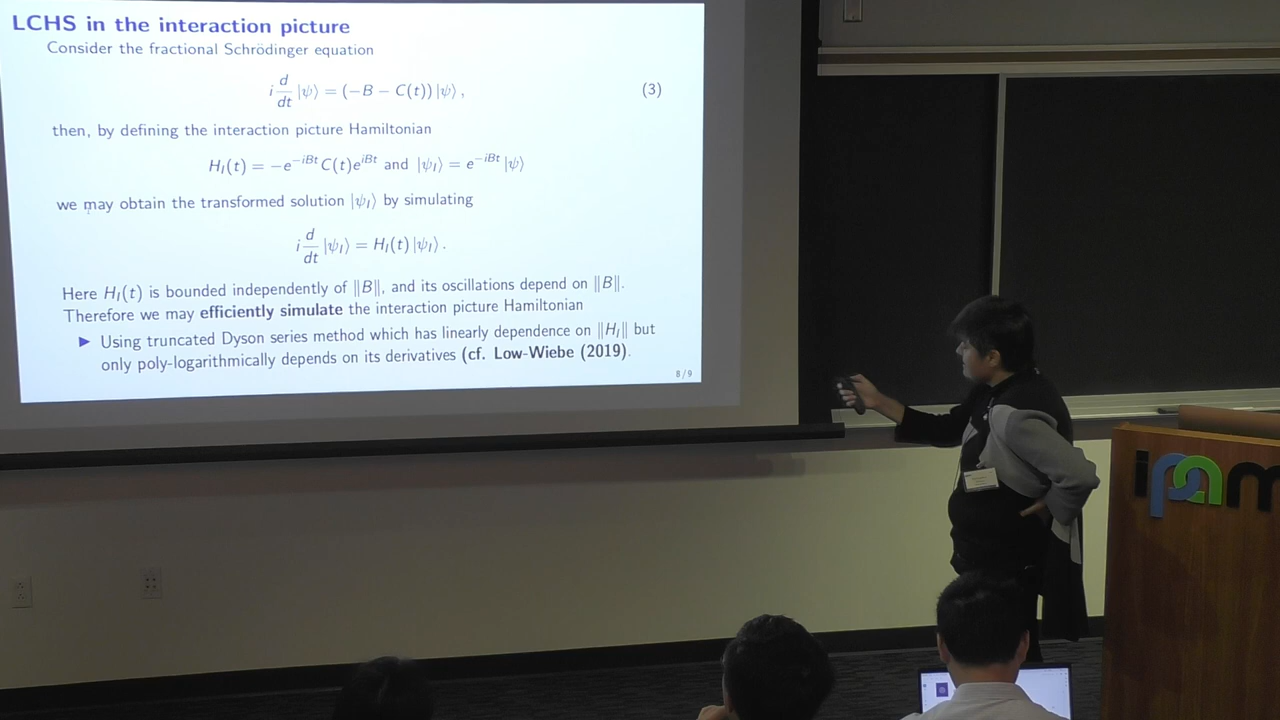 LCHS in the interaction picture
Consider the fractional Schrödinger equation
i d/dt |ψ⟩ = (−B − C(t)) |ψ⟩ , (3)
then, by defining the interaction picture Hamiltonian
H_I(t) = −e^{−iBt} C(t)e^{iBt} and |ψ_I⟩ = e^{−iBt} |ψ⟩
we may obtain the transformed solution |ψ_I⟩ by simulating
i d/dt |ψ_I⟩ = H_I(t) |ψ_I⟩ .
Here H_I(t) is bounded independently of ‖B‖, and its oscillations depend on ‖B‖.
Therefore we may efficiently simulate the interaction picture Hamiltonian
▶ Using truncated Dyson series method which has linearly dependence on ‖H_I‖ but
only poly-logarithmically depends on its derivatives (cf. Low-Wiebe (2019).
8 / 9
ipam